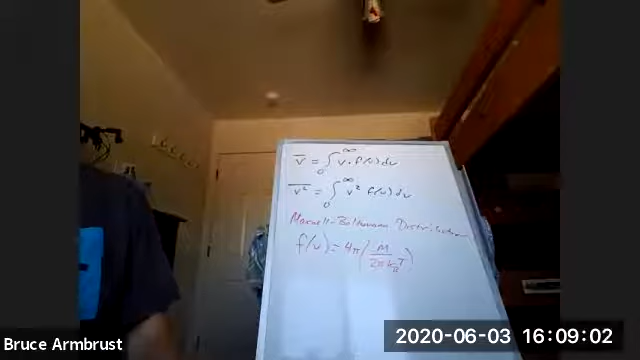 v̅ = ∫₀^∞ v·f(v)dv
v̅² = ∫₀^∞ v² f(v)dv
Maxwell-Boltzmann Distribution
f(v) = 4π(M/2πk_BT)
Bruce Armbrust
2020-06-03 16:09:02